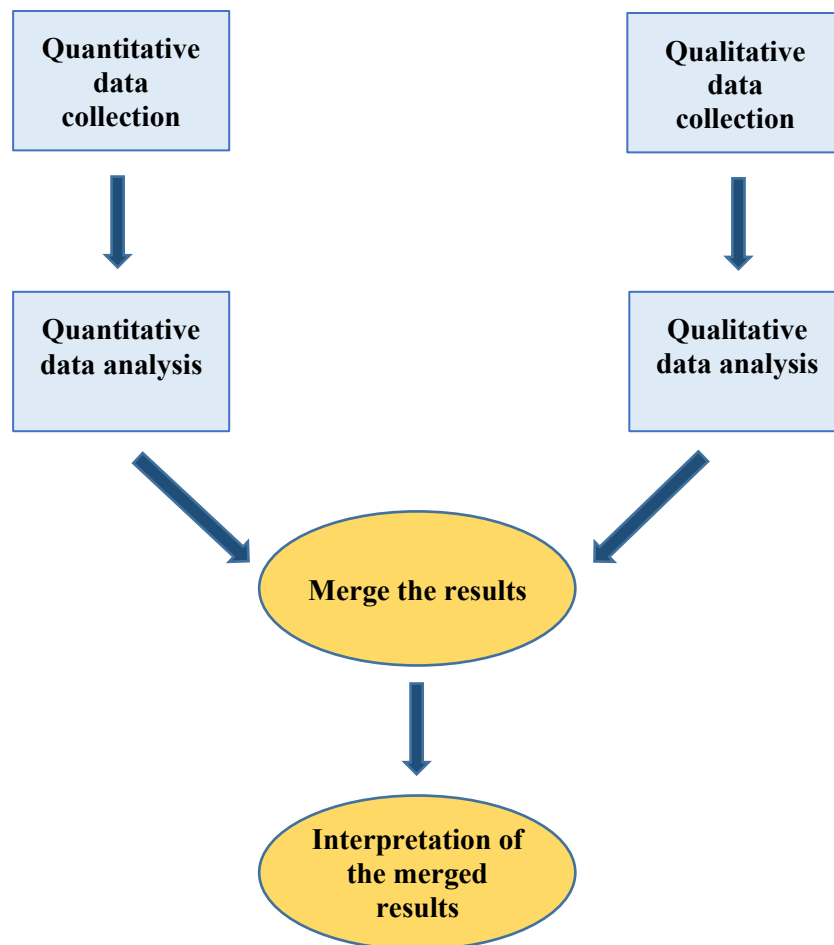 Quantitative
data
collection
Qualitative
data
collection
Quantitative
data analysis
Qualitative
data analysis
Merge the results
Interpretation of
the merged
results